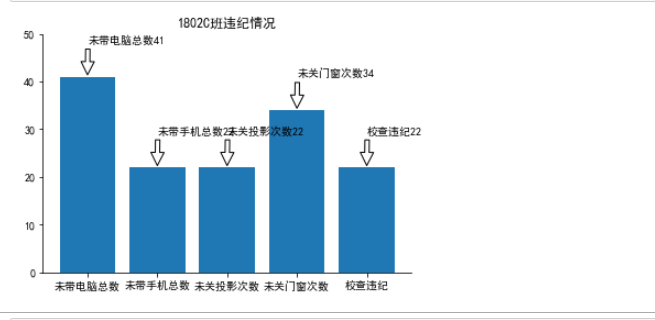 1802C班违纪情况
50
未带电脑总数41
40
未关门窗次数34
30
未带手机总数22
未关投影次数22
校查违纪22
20
10
0
未带电脑总数 未带手机总数 未关投影次数 未关门窗次数 校查违纪